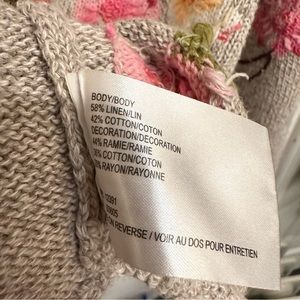 BODY/BODY
58% LINEN/LIN
42% COTTON/COTON
DECORATION/DECORATION
44% RAMIE/RAMIE
COTTON/COTON
RAYON/RAYONNE
REVERSE / VOIR AU DOS POUR ENTRETIEN